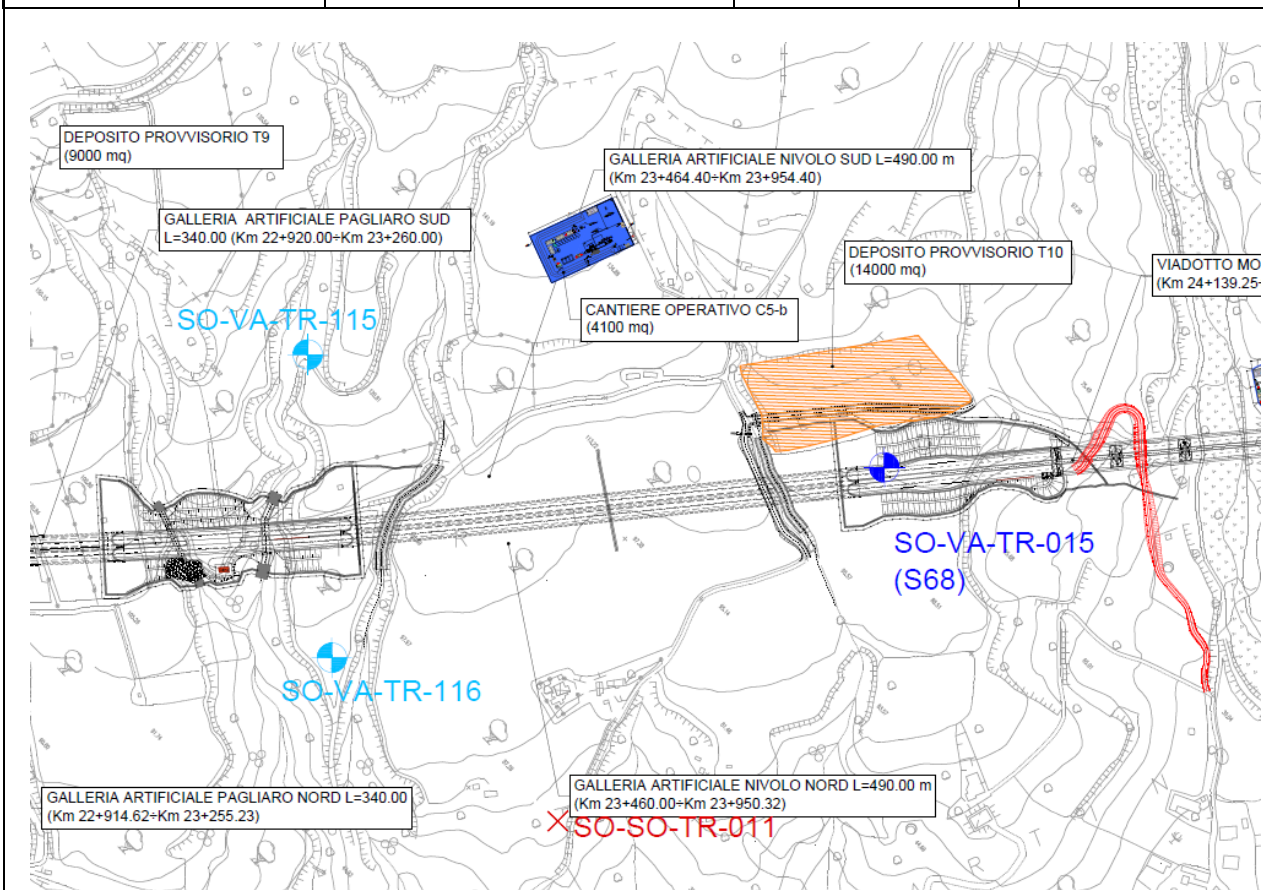 DEPOSITO PROVVISORIO T9
(9000 mq)
GALLERIA ARTIFICIALE NIVOLO SUD L=490.00 m
(Km 23+464.40÷Km 23+954.40)
GALLERIA ARTIFICIALE PAGLIARO SUD
L=340.00 (Km 22+920.00÷Km 23+260.00)
DEPOSITO PROVVISORIO T10
(14000 mq)
VIADOTTO MO
(Km 24+139.25÷
CANTIERE OPERATIVO C5-b
(4100 mq)
SO-VA-TR-115
SO-VA-TR-015
(S68)
SO-VA-TR-116
GALLERIA ARTIFICIALE NIVOLO NORD L=490.00 m
(Km 23+460.00÷Km 23+950.32)
GALLERIA ARTIFICIALE PAGLIARO NORD L=340.00
(Km 22+914.62÷Km 23+255.23)
SO-SO-TR-011